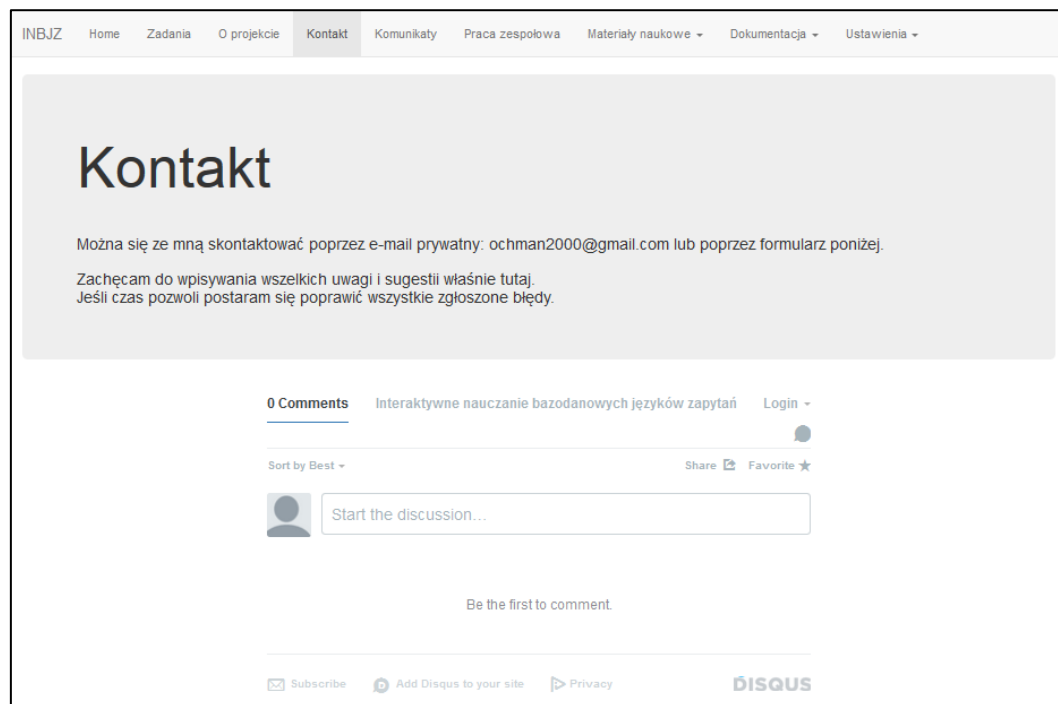 INBJZ Home Zadania O projekcie Kontakt Komunikaty Praca zespołowa Materiały naukowe Dokumentacja Ustawienia
Kontakt
Można się ze mną skontaktować poprzez e-mail prywatny: ochman2000@gmail.com lub poprzez formularz poniżej.
Zachęcam do wpisywania wszelkich uwagi i sugestii właśnie tutaj.
Jeśli czas pozwoli postaram się poprawić wszystkie zgłoszone błędy.
0 Comments Interaktywne nauczanie bazodanowych języków zapytań Login
Sort by Best Share Favorite
Start the discussion...
Be the first to comment.
Subscribe Add Disqus to your site Privacy DISQUS